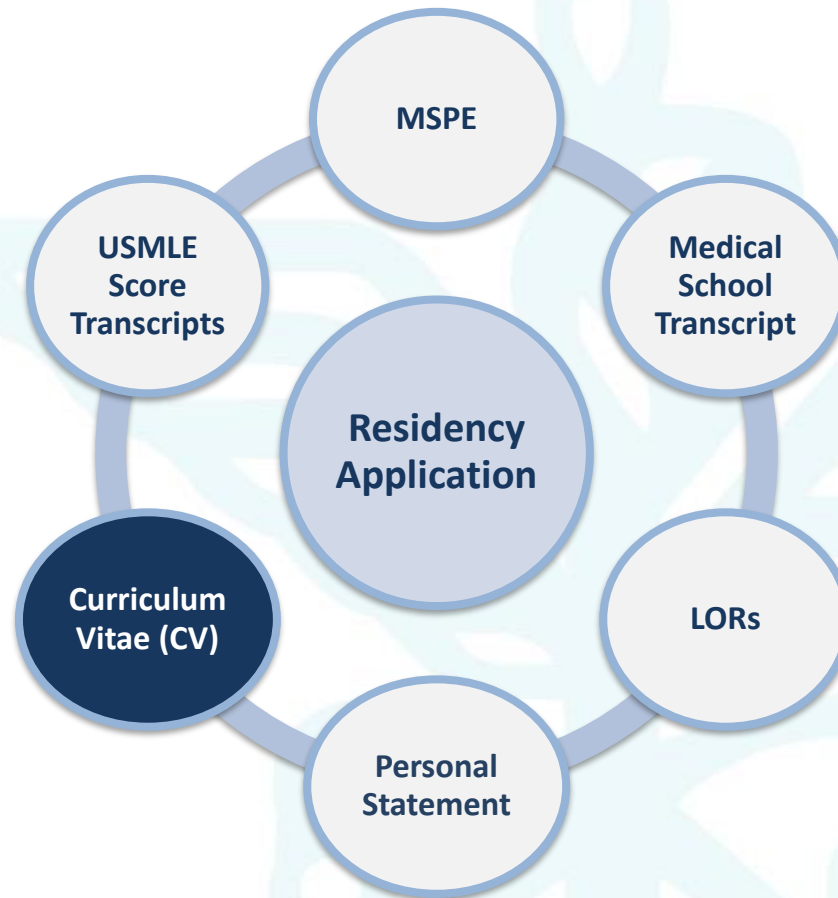 MSPE
USMLE
Score
Transcripts
Medical
School
Transcript
Residency
Application
Curriculum
Vitae (CV)
LORs
Personal
Statement